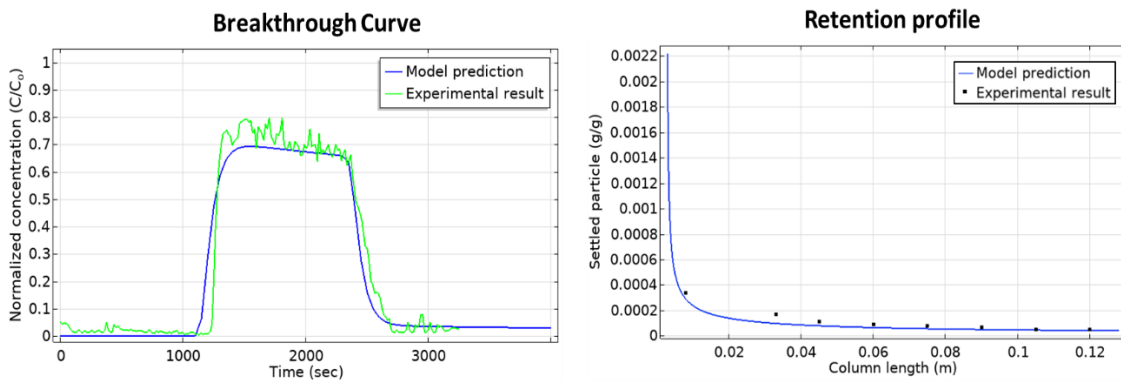 Breakthrough Curve
1
0.9
0.8
0.7
0.6
0.5
0.4
0.3
0.2
0.1
0
Normalized concentration (C/Cₒ)
Model prediction
Experimental result
0 1000 2000 3000
Time (sec)
Retention profile
0.0022
0.002
0.0018
0.0016
0.0014
0.0012
0.001
0.0008
0.0006
0.0004
0.0002
0
Settled particle (g/g)
Model prediction
Experimental result
0.02 0.04 0.06 0.08 0.1 0.12
Column length (m)